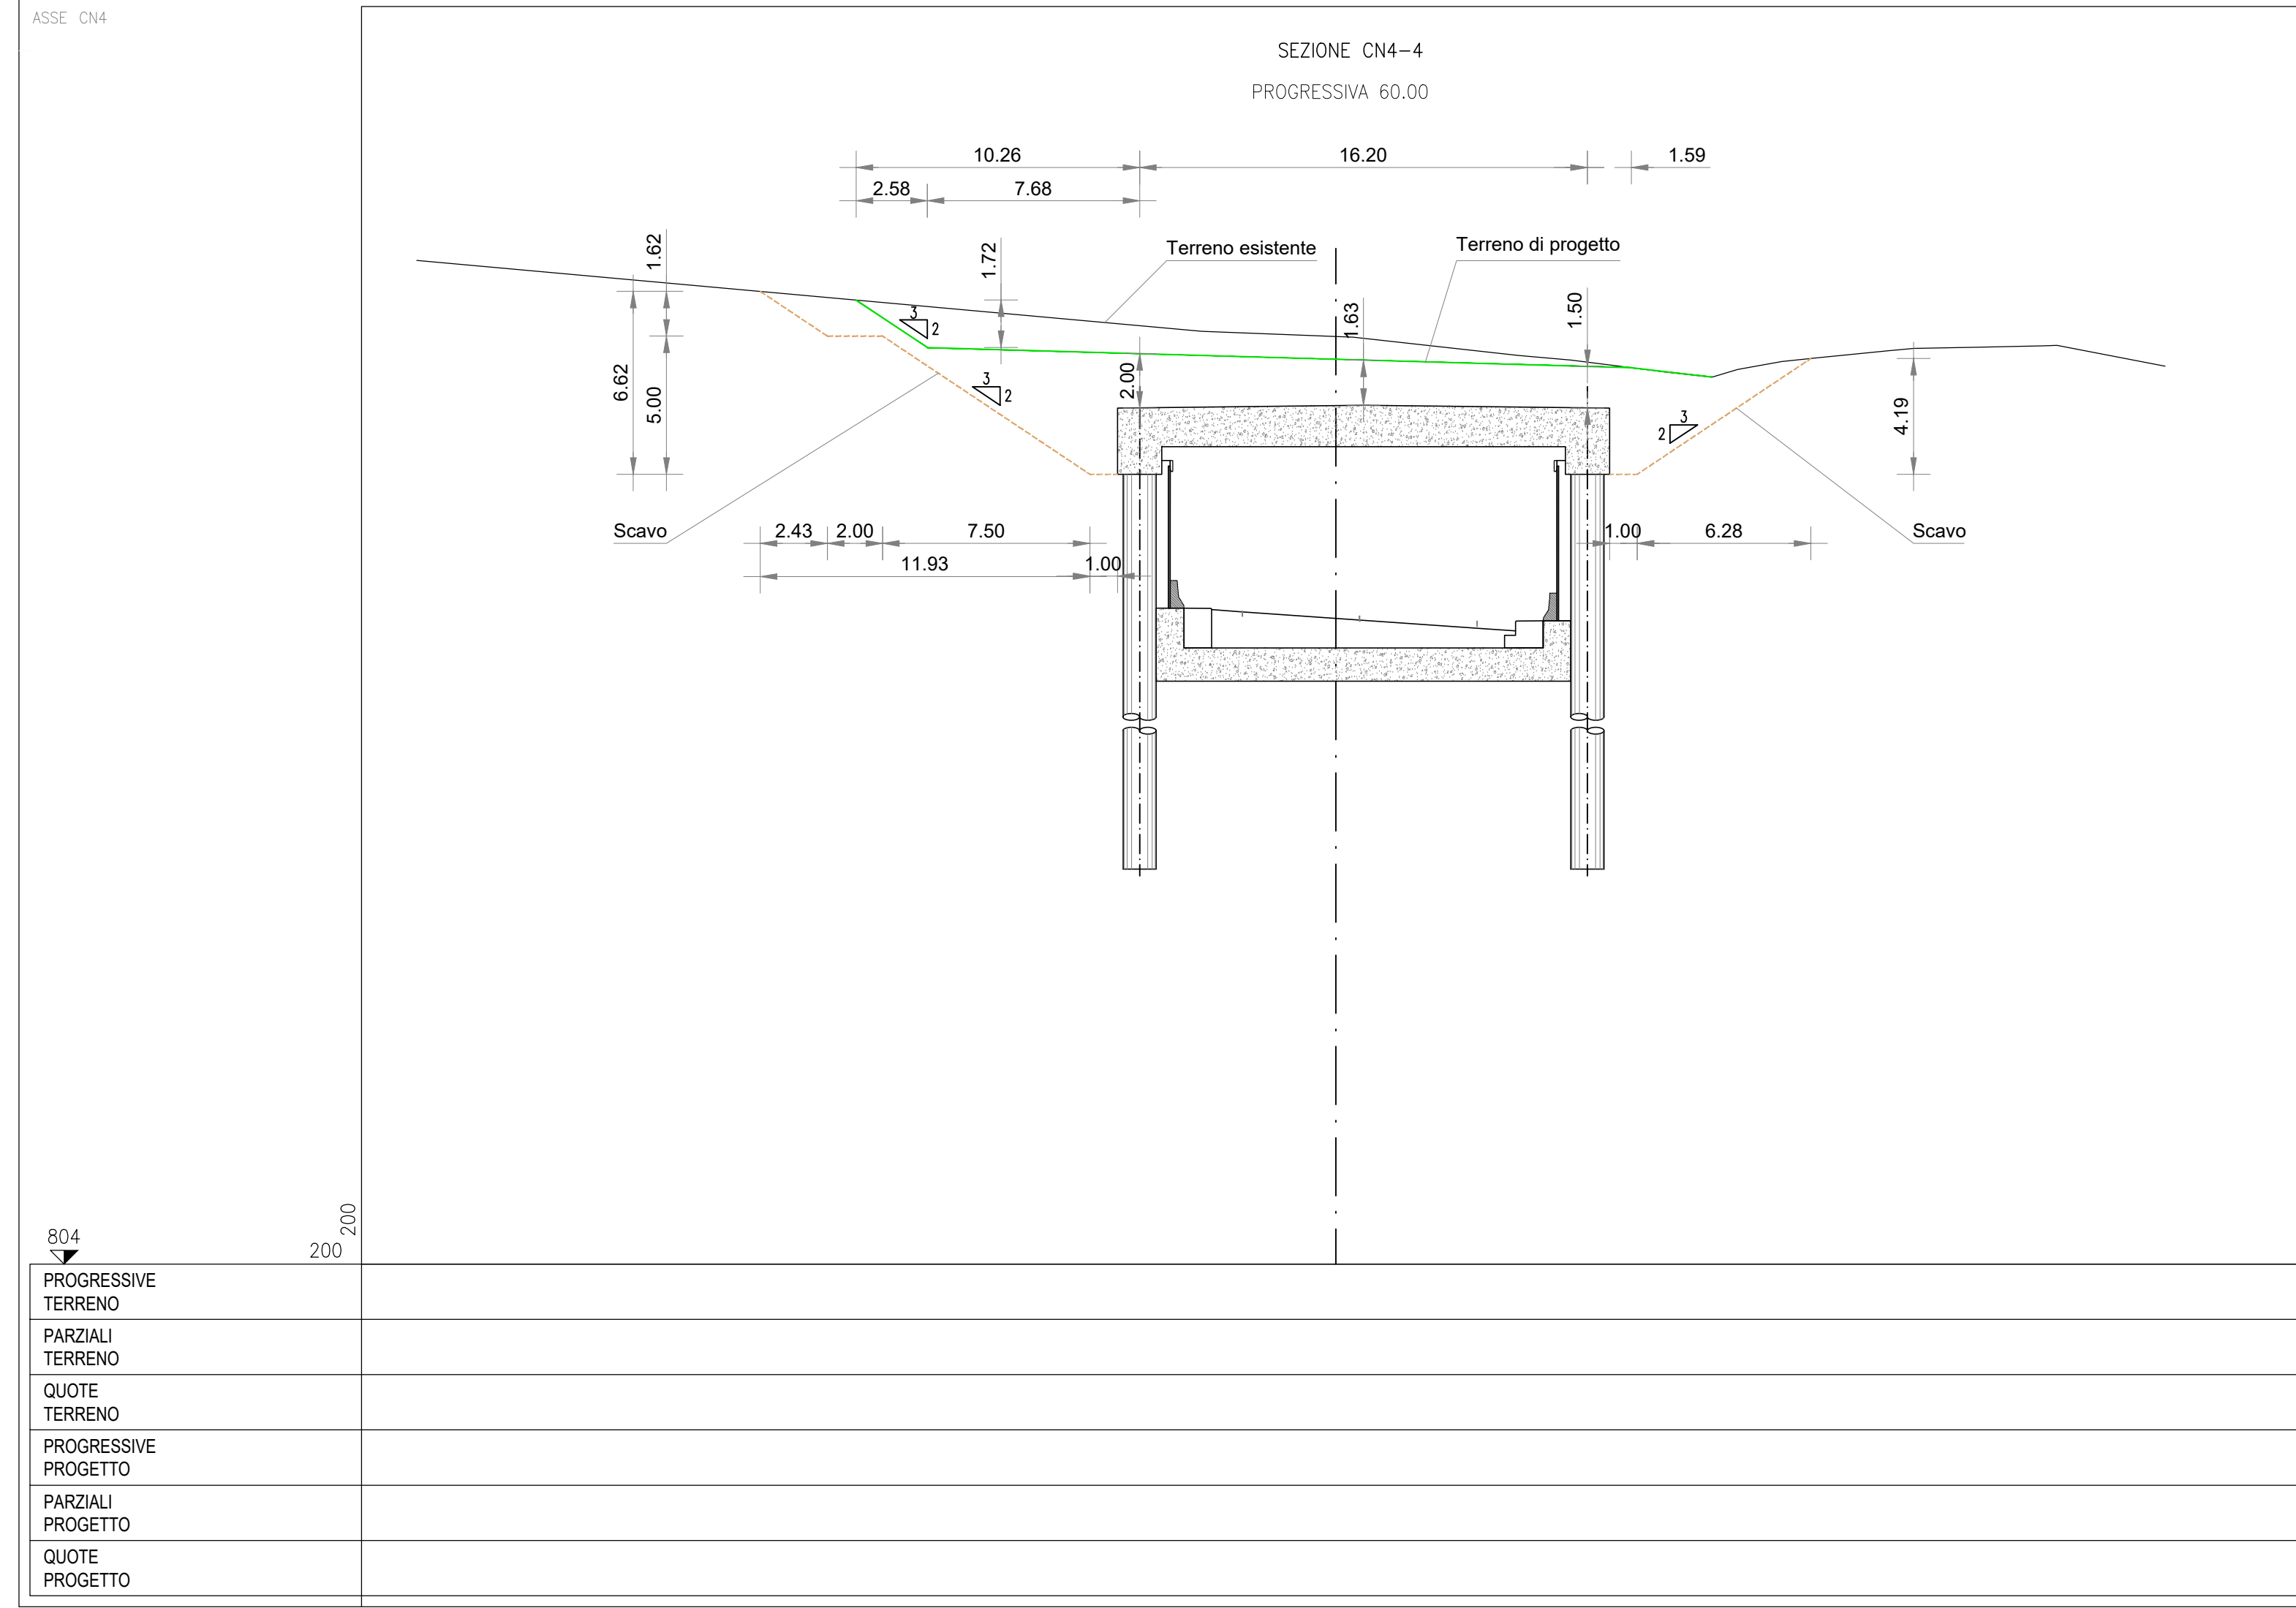 ASSE CN4
SEZIONE CN4-4
PROGRESSIVA 60.00
10.26
16.20
1.59
2.58
7.68
1.62
1.72
Terreno esistente
Terreno di progetto
1.63
1.50
3
2
6.62
5.00
3
2
2.00
3
2
4.19
Scavo
2.43
2.00
7.50
1.00
6.28
Scavo
11.93
1.00
804
200
200
PROGRESSIVE
TERRENO
PARZIALI
TERRENO
QUOTE
TERRENO
PROGRESSIVE
PROGETTO
PARZIALI
PROGETTO
QUOTE
PROGETTO